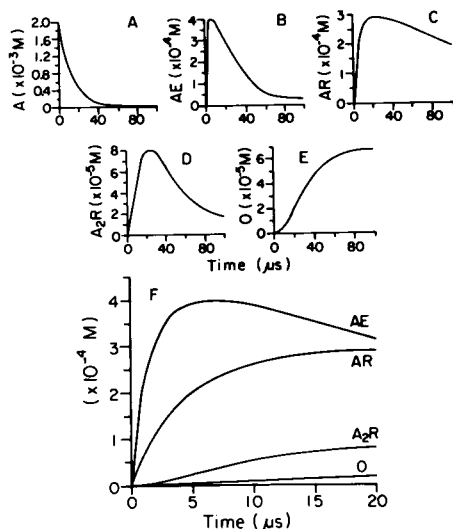 A
A (x10⁻³M)
2.0
1.6
1.2
0.8
0.4
0
0 40 80
B
AE (x10⁻⁴M)
4
3
2
1
0
0 40 80
C
AR (x10⁻⁴M)
3
2
1
0
0 40 80
D
A₂R (x10⁻⁵M)
8
6
4
2
0
0 40 80
E
O (x10⁻⁵M)
6
4
2
0
0 40 80
Time (μs)
F
(x10⁻⁴ M)
4
3
2
1
0
AE
AR
A₂R
O
0 5 10 15 20
Time (μs)